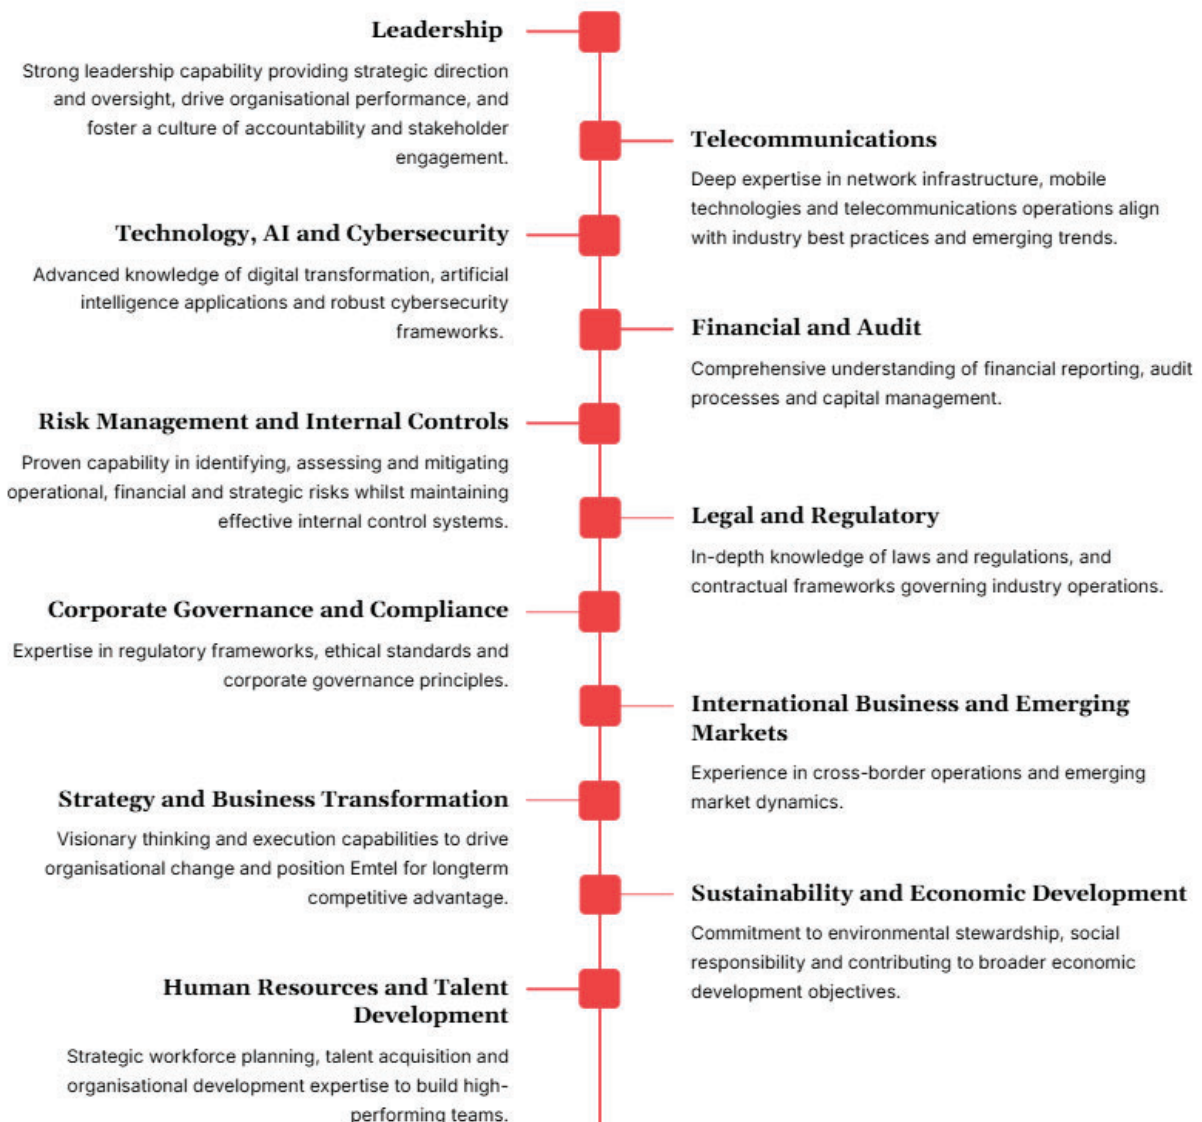 Leadership
Strong leadership capability providing strategic direction
and oversight, drive organisational performance, and
foster a culture of accountability and stakeholder
engagement.
Telecommunications
Deep expertise in network infrastructure, mobile
technologies and telecommunications operations align
with industry best practices and emerging trends.
Technology, AI and Cybersecurity
Advanced knowledge of digital transformation, artificial
intelligence applications and robust cybersecurity
frameworks.
Financial and Audit
Comprehensive understanding of financial reporting, audit
processes and capital management.
Risk Management and Internal Controls
Proven capability in identifying, assessing and mitigating
operational, financial and strategic risks whilst maintaining
effective internal control systems.
Legal and Regulatory
In-depth knowledge of laws and regulations, and
contractual frameworks governing industry operations.
Corporate Governance and Compliance
Expertise in regulatory frameworks, ethical standards and
corporate governance principles.
International Business and Emerging
Markets
Experience in cross-border operations and emerging
market dynamics.
Strategy and Business Transformation
Visionary thinking and execution capabilities to drive
organisational change and position Emtel for longterm
competitive advantage.
Sustainability and Economic Development
Commitment to environmental stewardship, social
responsibility and contributing to broader economic
development objectives.
Human Resources and Talent
Development
Strategic workforce planning, talent acquisition and
organisational development expertise to build high-
performing teams.